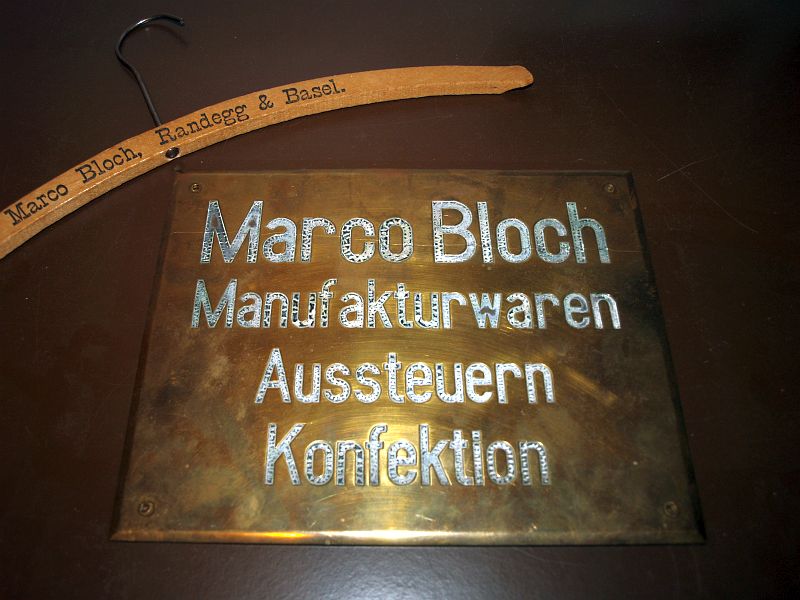 Marco Bloch, Randegg & Basel.
Marco Bloch
Manufakturwaren
Aussteuern
Konfektion